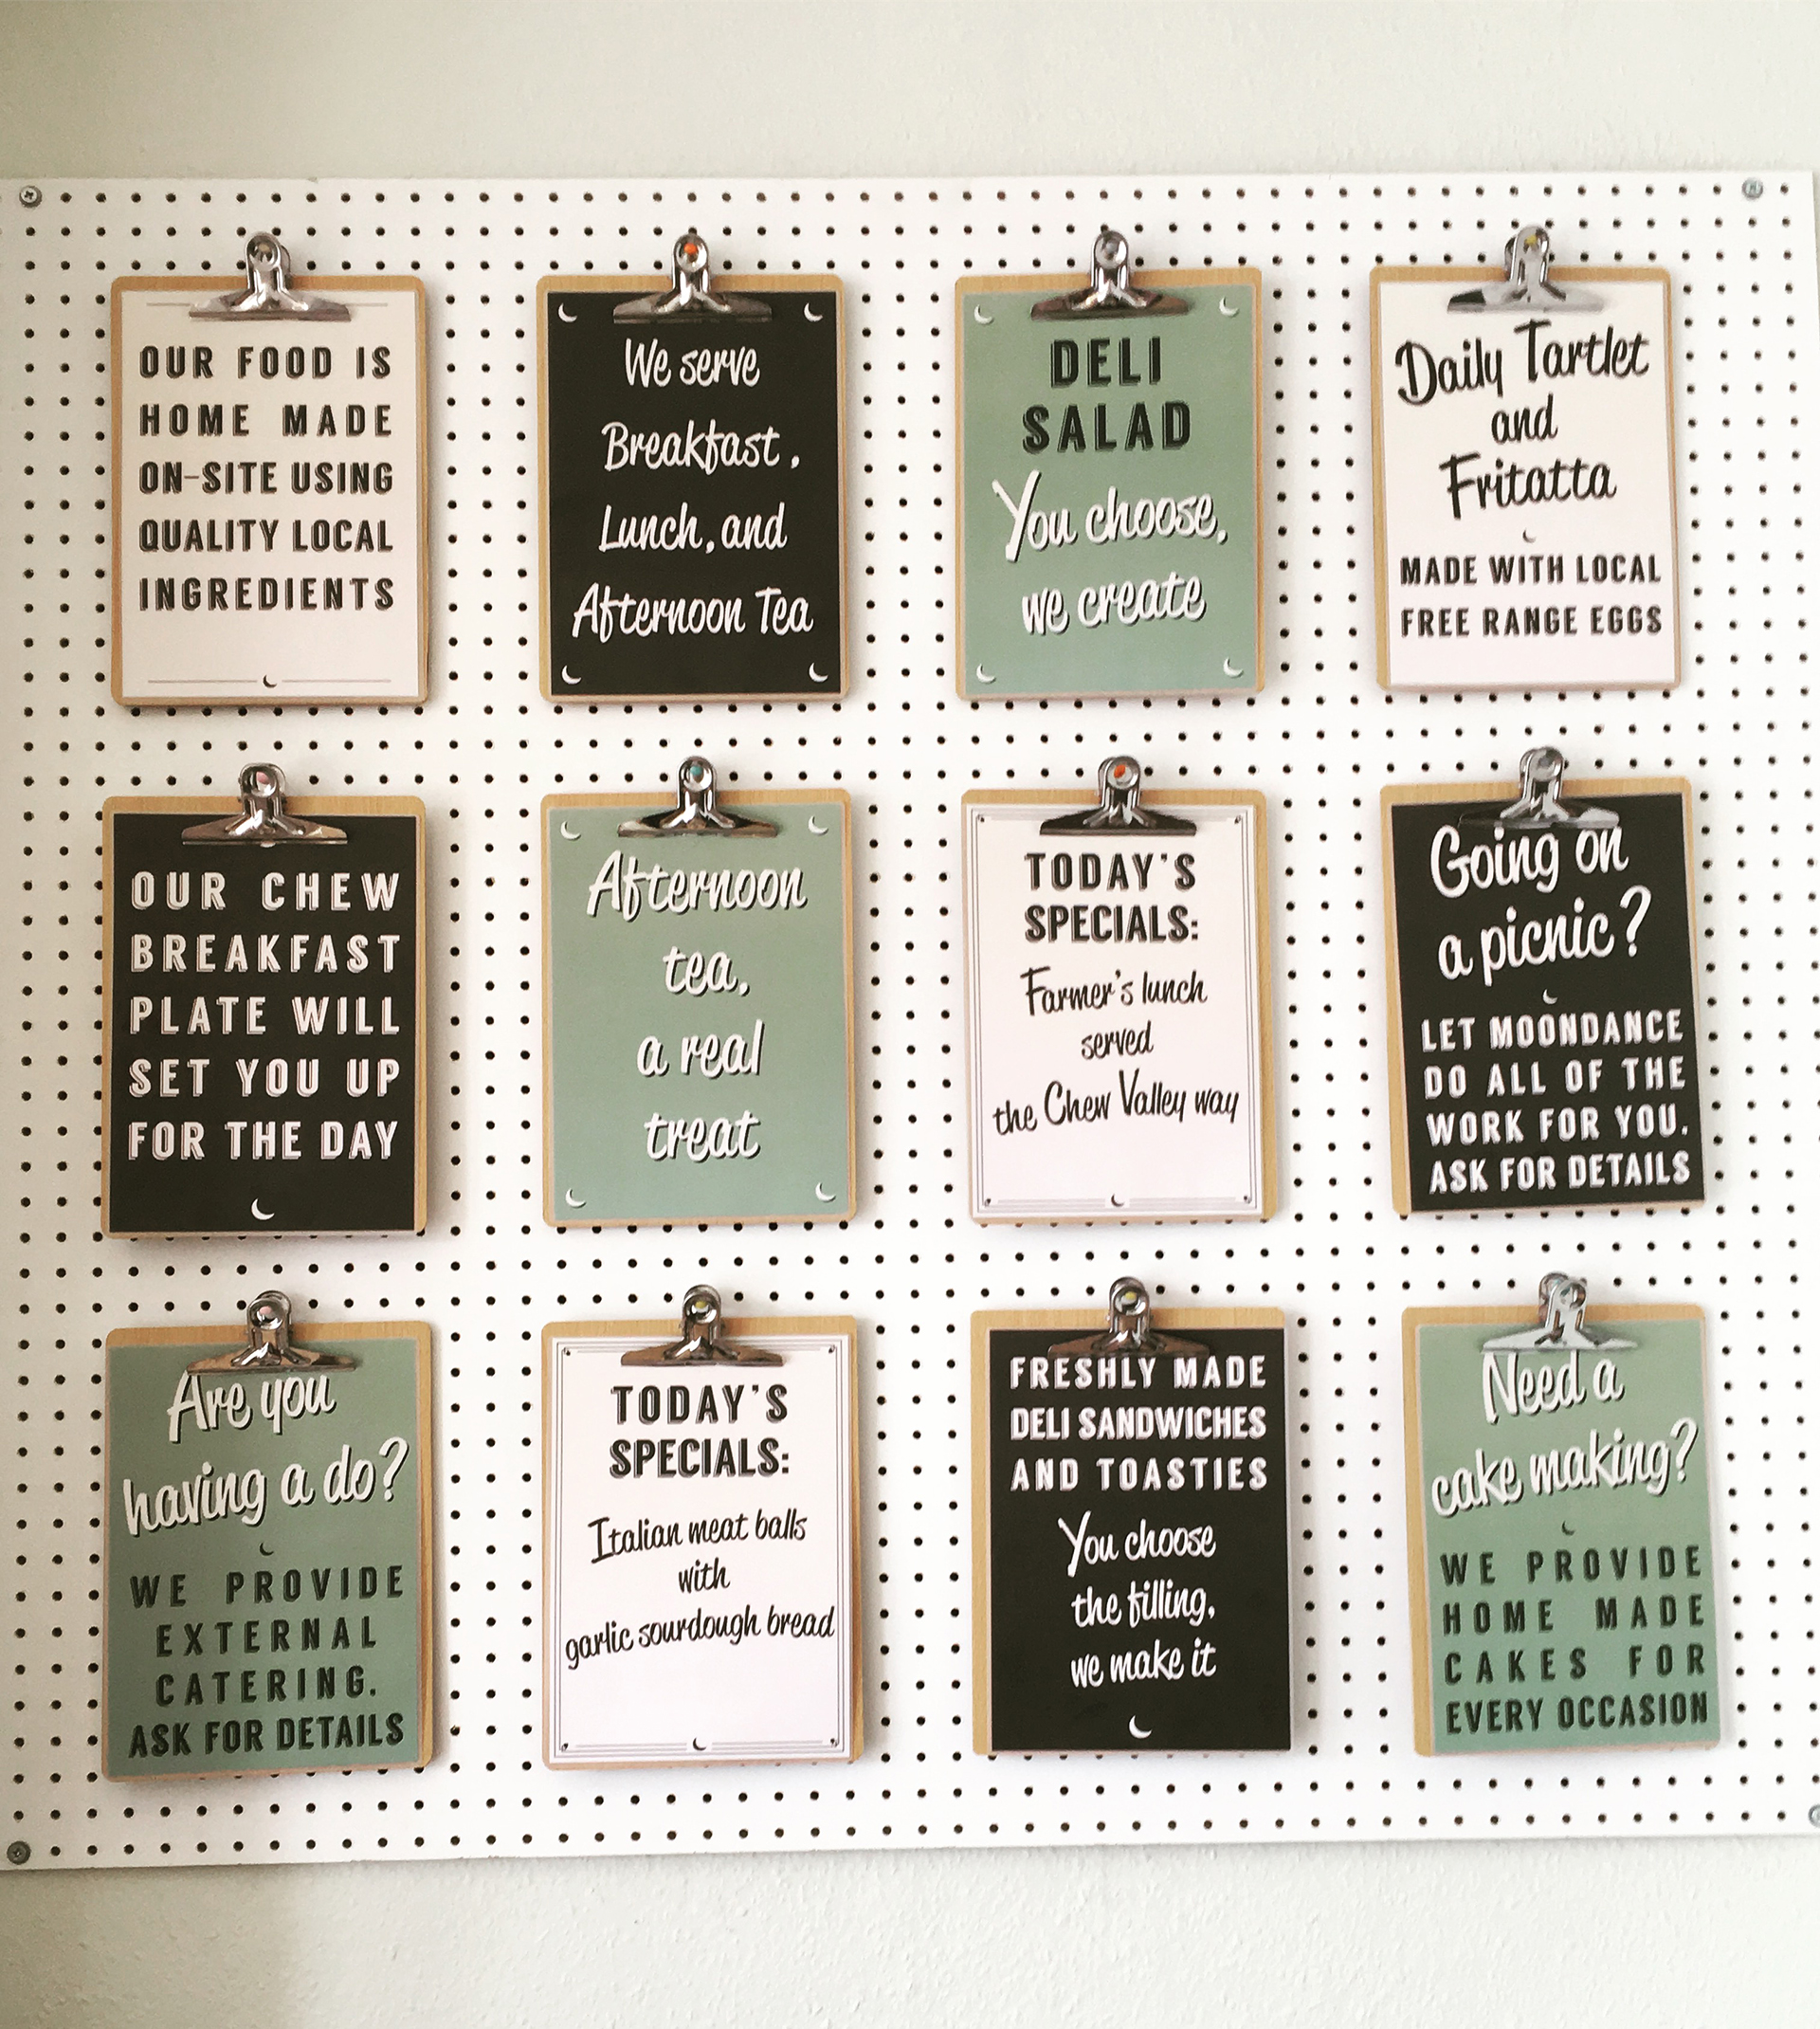 OUR FOOD IS
HOME MADE
ON-SITE USING
QUALITY LOCAL
INGREDIENTS
We serve
Breakfast,
Lunch, and
Afternoon Tea
DELI
SALAD
You choose,
we create
Daily Tartlet
and
Fritatta
MADE WITH LOCAL
FREE RANGE EGGS
OUR CHEW
BREAKFAST
PLATE WILL
SET YOU UP
FOR THE DAY
Afternoon
tea,
a real
treat
TODAY'S
SPECIALS:
Farmer's lunch
served
the Chew Valley way
Going on
a picnic?
LET MOONDANCE
DO ALL OF THE
WORK FOR YOU.
ASK FOR DETAILS
Are you
having a do?
WE PROVIDE
EXTERNAL
CATERING.
ASK FOR DETAILS
TODAY'S
SPECIALS:
Italian meat balls
with
garlic sourdough bread
FRESHLY MADE
DELI SANDWICHES
AND TOASTIES
You choose
the filling,
we make it
Need a
cake making?
WE PROVIDE
HOME MADE
CAKES FOR
EVERY OCCASION